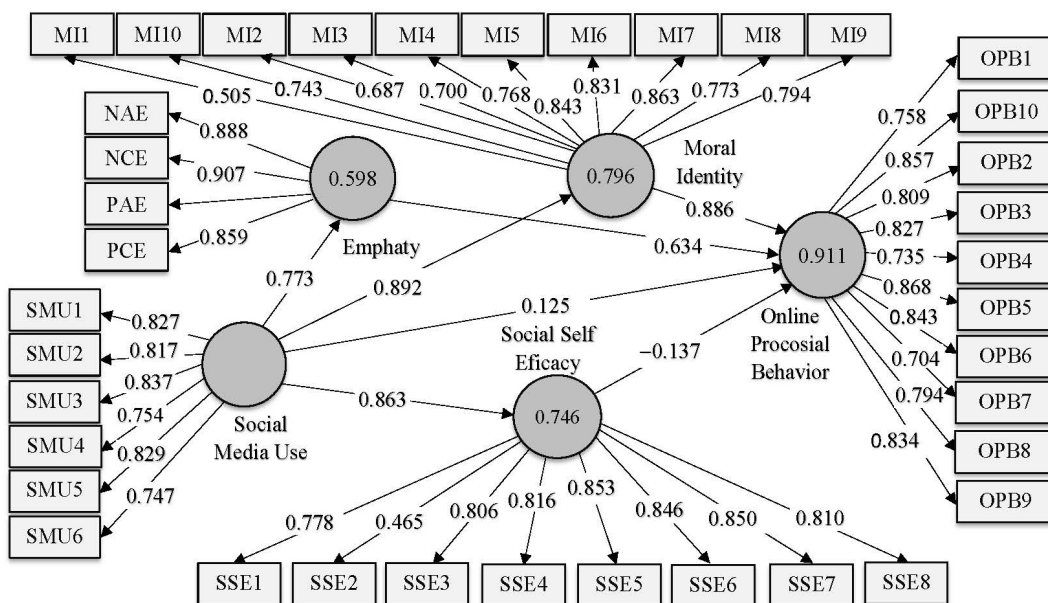 MI1 MI10 MI2 MI3 MI4 MI5 MI6 MI7 MI8 MI9
0.505 0.743 0.687 0.700 0.768 0.843 0.831 0.863 0.773 0.794
NAE
NCE
PAE
PCE
0.888
0.907
0.859
0.598
Emphaty
0.796
Moral
Identity
0.886
0.634
0.773
0.892
0.125
0.863
−0.137
SMU1
SMU2
SMU3
SMU4
SMU5
SMU6
0.827
0.817
0.837
0.754
0.829
0.747
Social
Media Use
Social Self
Eficacy
0.746
0.911
Online
Procosial
Behavior
0.758
0.857
0.809
0.827
0.735
0.868
0.843
0.704
0.794
0.834
OPB1
OPB10
OPB2
OPB3
OPB4
OPB5
OPB6
OPB7
OPB8
OPB9
0.778 0.465 0.806 0.816 0.853 0.846 0.850 0.810
SSE1 SSE2 SSE3 SSE4 SSE5 SSE6 SSE7 SSE8